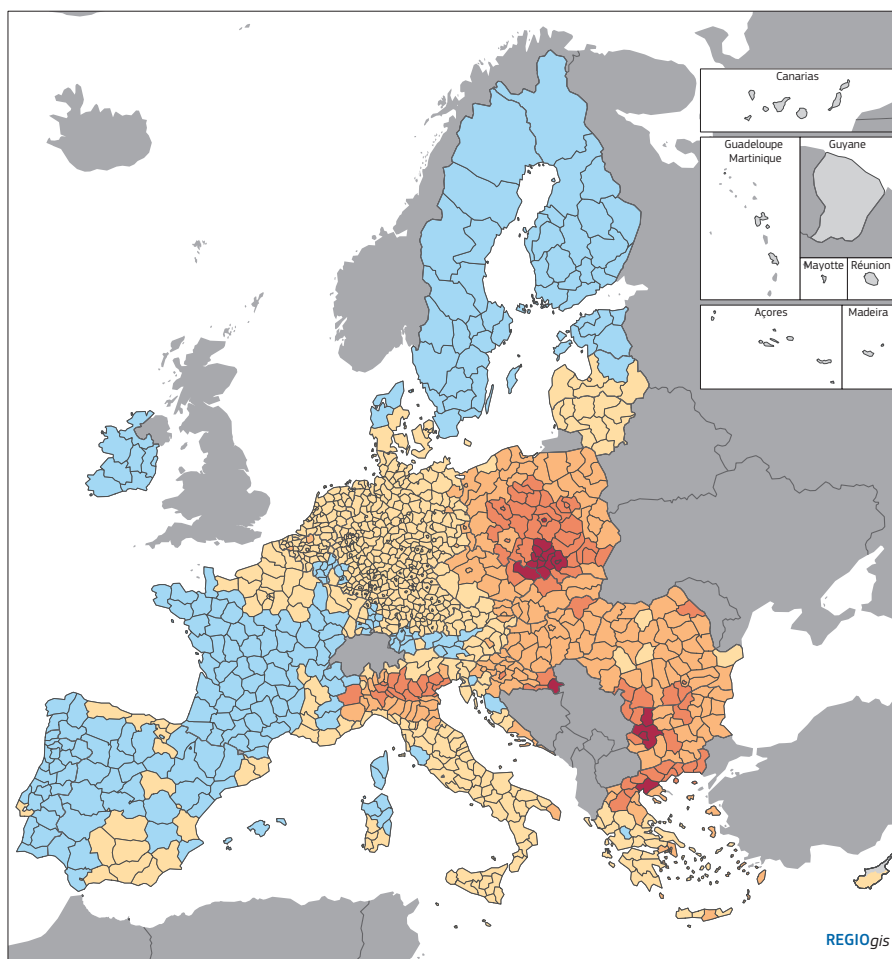 Canarias
Guadeloupe
Martinique
Guyane
Mayotte
Réunion
Açores
Madeira
REGIOgis